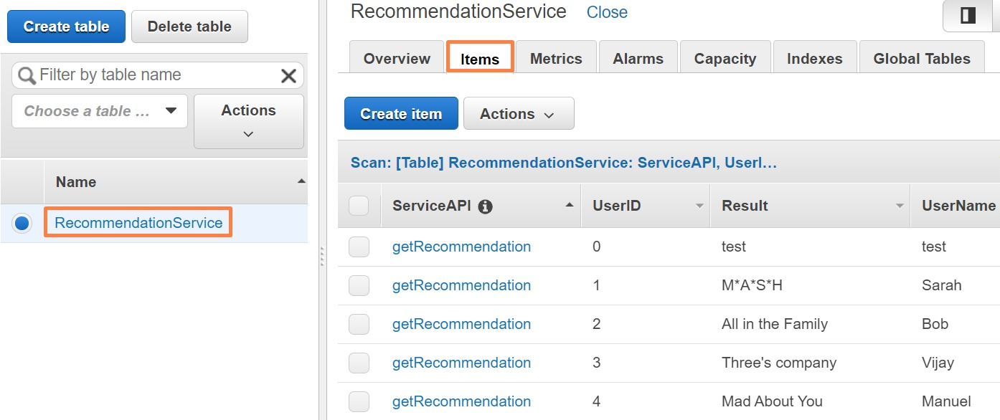 Create table Delete table
Filter by table name
Choose a table ... Actions
Name
RecommendationService
RecommendationService Close
Overview Items Metrics Alarms Capacity Indexes Global Tables
Create item Actions
Scan: [Table] RecommendationService: ServiceAPI, UserI...
ServiceAPI UserID Result UserName
getRecommendation 0 test test
getRecommendation 1 M*A*S*H Sarah
getRecommendation 2 All in the Family Bob
getRecommendation 3 Three's company Vijay
getRecommendation 4 Mad About You Manuel